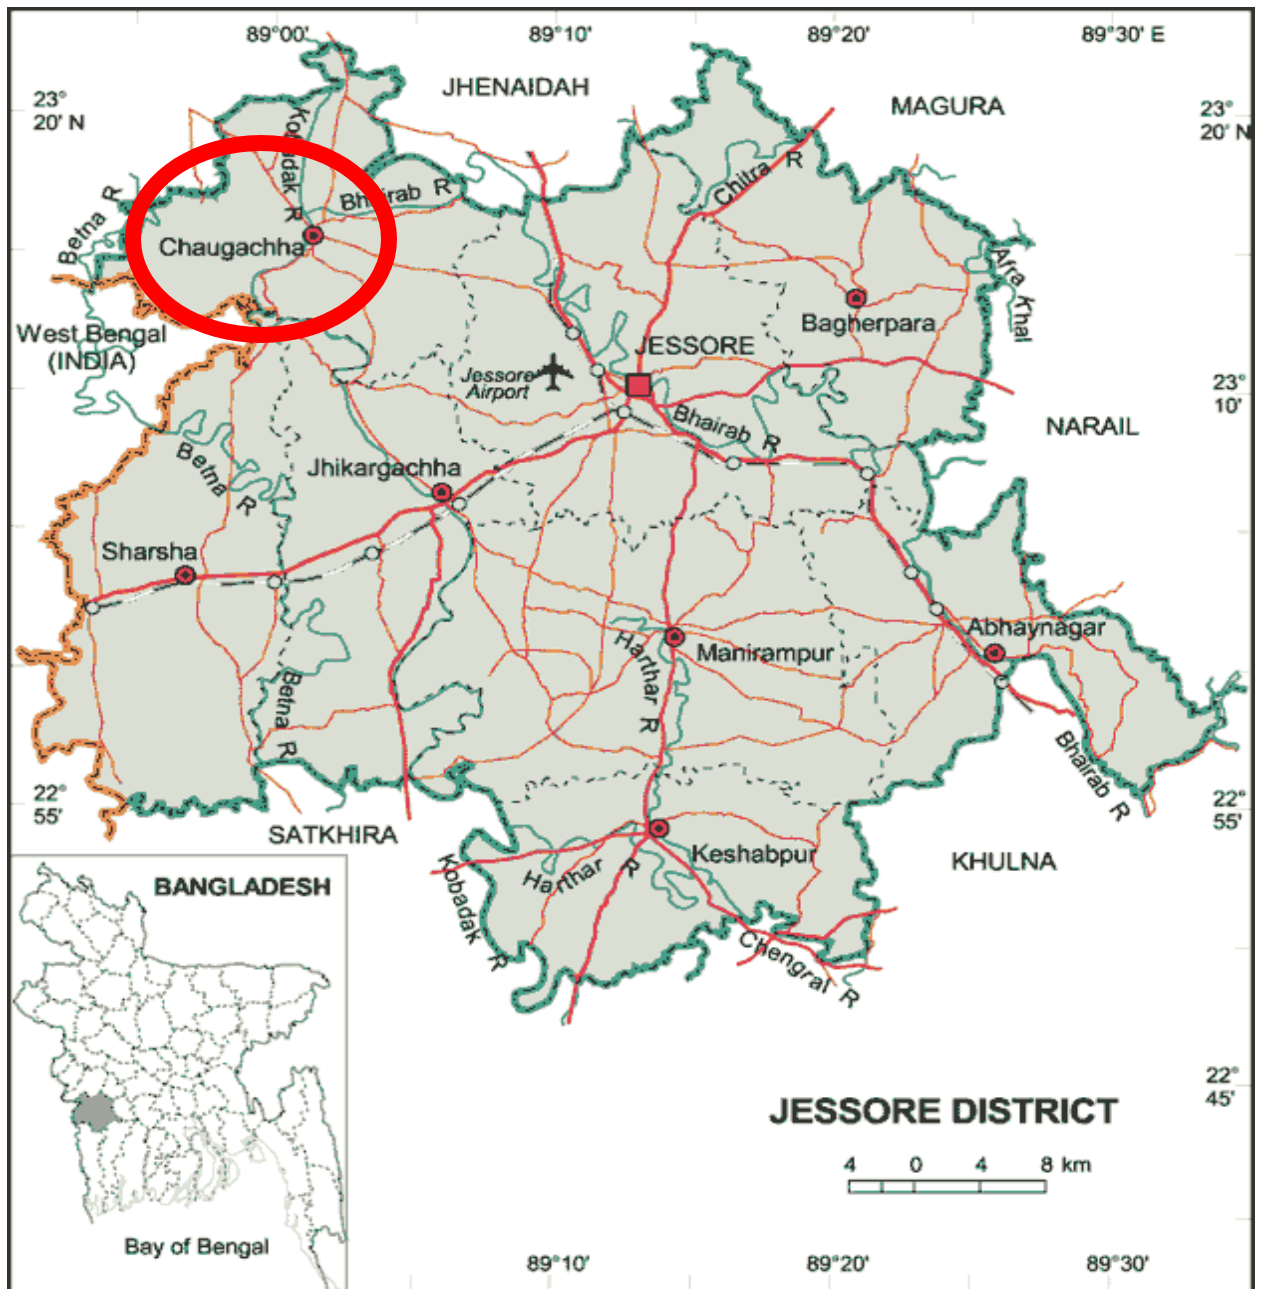 89°00'
89°10'
89°20'
89°30' E
JHENAIDAH
MAGURA
23°
20' N
23°
20' N
Kobadak R
Bhairab R
Chitra R
Betna R
Chaugachha
Afra Khal
Bagherpara
West Bengal
(INDIA)
JESSORE
Jessore
Airport
23°
10'
Bhairab R
NARAIL
Betna R
Jhikargachha
Sharsha
Abhaynagar
Manirampur
Harthar R
Betna R
Bhairab R
22°
55'
22°
55'
SATKHIRA
Keshabpur
KHULNA
Harthar R
Kobadak R
Chengral R
BANGLADESH
22°
45'
JESSORE DISTRICT
4 0 4 8 km
Bay of Bengal
89°10'
89°20'
89°30'